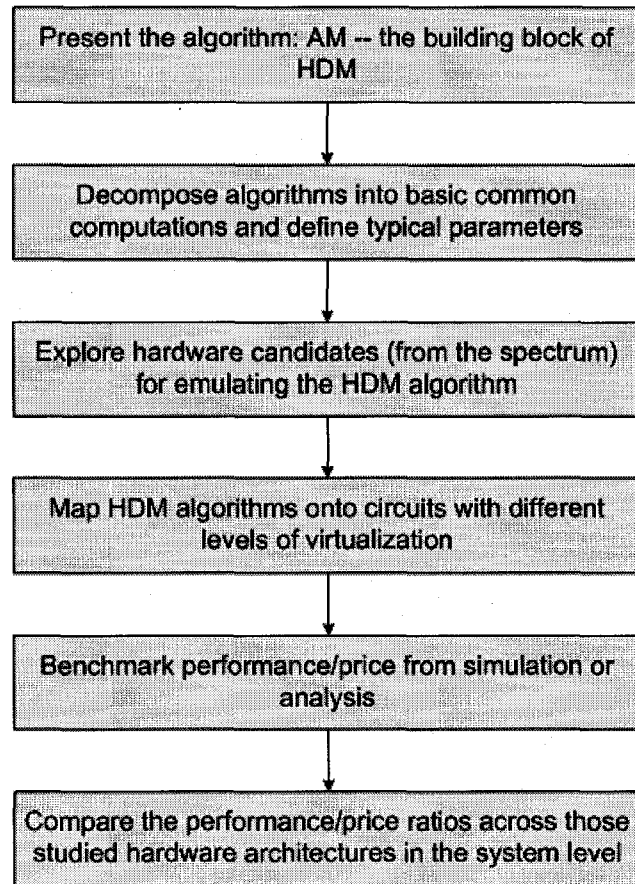 Present the algorithm: AM -- the building block of
HDM
Decompose algorithms into basic common
computations and define typical parameters
Explore hardware candidates (from the spectrum)
for emulating the HDM algorithm
Map HDM algorithms onto circuits with different
levels of virtualization
Benchmark performance/price from simulation or
analysis
Compare the performance/price ratios across those
studied hardware architectures in the system level